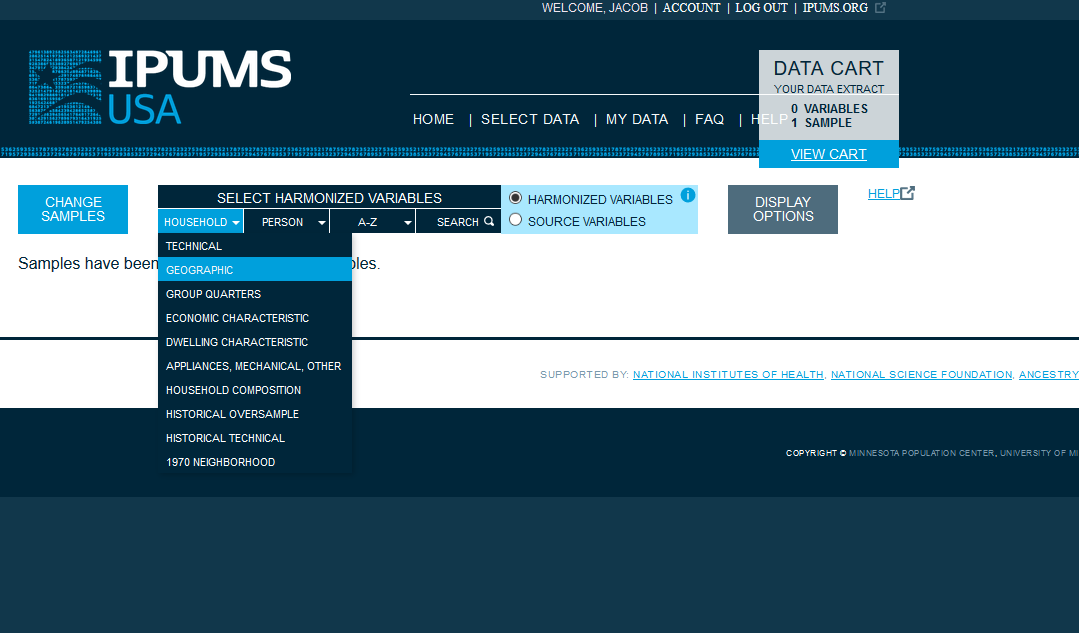 WELCOME, JACOB | ACCOUNT | LOG OUT | IPUMS.ORG
IPUMS
USA
DATA CART
YOUR DATA EXTRACT
0 VARIABLES
1 SAMPLE
VIEW CART
HOME | SELECT DATA | MY DATA | FAQ | HELP
CHANGE
SAMPLES
SELECT HARMONIZED VARIABLES
HOUSEHOLD PERSON A-Z SEARCH
HARMONIZED VARIABLES i
SOURCE VARIABLES
DISPLAY
OPTIONS
HELP
TECHNICAL
Samples have been
GEOGRAPHIC
GROUP QUARTERS
ECONOMIC CHARACTERISTIC
DWELLING CHARACTERISTIC
APPLIANCES, MECHANICAL, OTHER
HOUSEHOLD COMPOSITION
HISTORICAL OVERSAMPLE
HISTORICAL TECHNICAL
1970 NEIGHBORHOOD
SUPPORTED BY: NATIONAL INSTITUTES OF HEALTH, NATIONAL SCIENCE FOUNDATION, ANCESTRY
COPYRIGHT © MINNESOTA POPULATION CENTER, UNIVERSITY OF MI